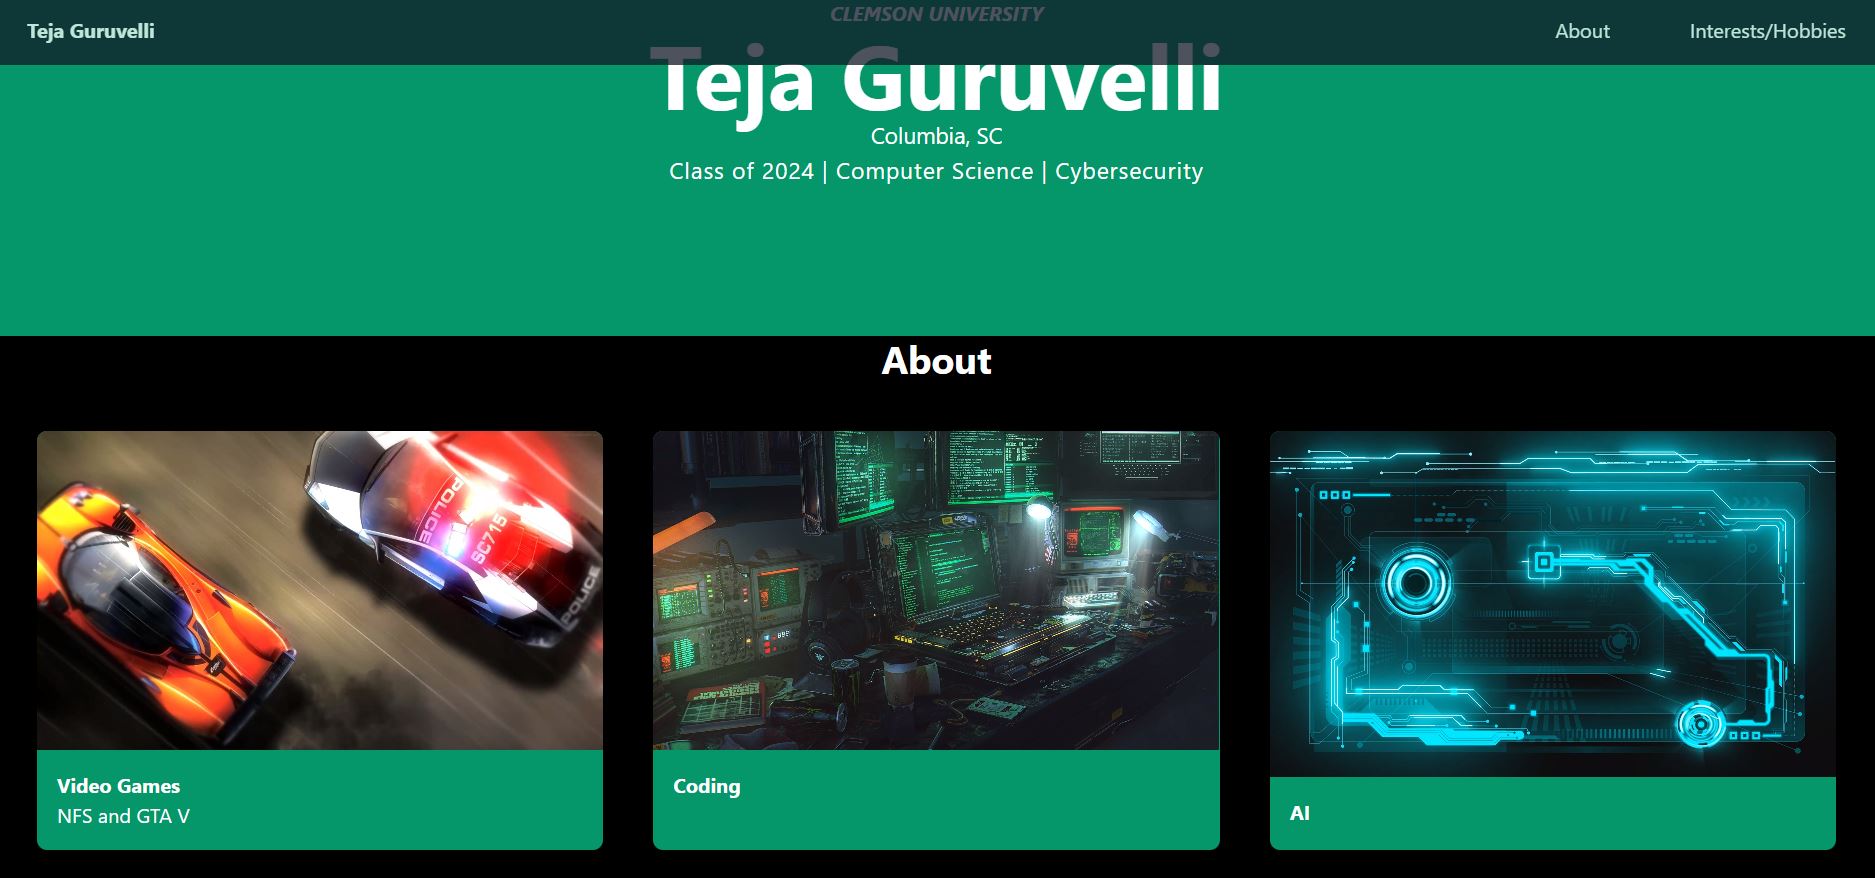 Teja Guruvelli
About
Interests/Hobbies
CLEMSON UNIVERSITY
Teja Guruvelli
Columbia, SC
Class of 2024 | Computer Science | Cybersecurity
About
POLICE
SC715
POLICE
Video Games
NFS and GTA V
Coding
AI